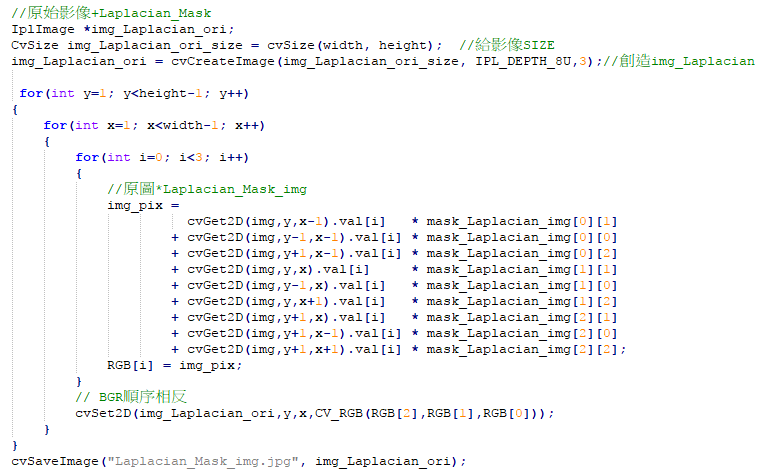 //原始影像+Laplacian_Mask
IplImage *img_Laplacian_ori;
CvSize img_Laplacian_ori_size = cvSize(width, height);  //給影像SIZE
img_Laplacian_ori = cvCreateImage(img_Laplacian_ori_size, IPL_DEPTH_8U,3);//創造img_Laplacian
 for(int y=1; y<height-1; y++)
{
    for(int x=1; x<width-1; x++)
    {
        for(int i=0; i<3; i++)
        {
            //原圖*Laplacian_Mask_img
            img_pix =
                      cvGet2D(img,y,x-1).val[i]   * mask_Laplacian_img[0][1]
                    + cvGet2D(img,y-1,x-1).val[i] * mask_Laplacian_img[0][0]
                    + cvGet2D(img,y+1,x-1).val[i] * mask_Laplacian_img[0][2]
                    + cvGet2D(img,y,x).val[i]     * mask_Laplacian_img[1][1]
                    + cvGet2D(img,y-1,x).val[i]   * mask_Laplacian_img[1][0]
                    + cvGet2D(img,y,x+1).val[i]   * mask_Laplacian_img[1][2]
                    + cvGet2D(img,y+1,x).val[i]   * mask_Laplacian_img[2][1]
                    + cvGet2D(img,y+1,x-1).val[i] * mask_Laplacian_img[2][0]
                    + cvGet2D(img,y+1,x+1).val[i] * mask_Laplacian_img[2][2];
            RGB[i] = img_pix;
        }
        // BGR順序相反
        cvSet2D(img_Laplacian_ori,y,x,CV_RGB(RGB[2],RGB[1],RGB[0]));
    }
}
cvSaveImage("Laplacian_Mask_img.jpg", img_Laplacian_ori);